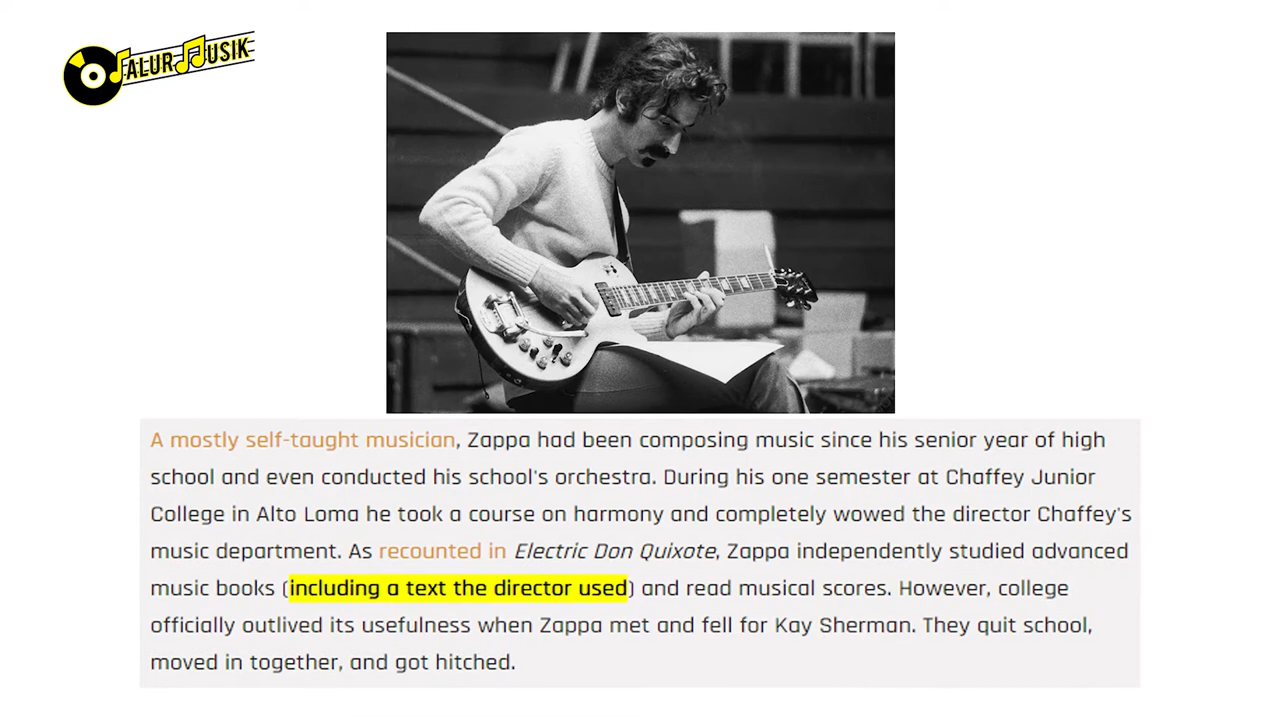 ALUR MUSIK
A mostly self-taught musician, Zappa had been composing music since his senior year of high
school and even conducted his school's orchestra. During his one semester at Chaffey Junior
College in Alto Loma he took a course on harmony and completely wowed the director Chaffey's
music department. As recounted in Electric Don Quixote, Zappa independently studied advanced
music books (including a text the director used) and read musical scores. However, college
officially outlived its usefulness when Zappa met and fell for Kay Sherman. They quit school,
moved in together, and got hitched.